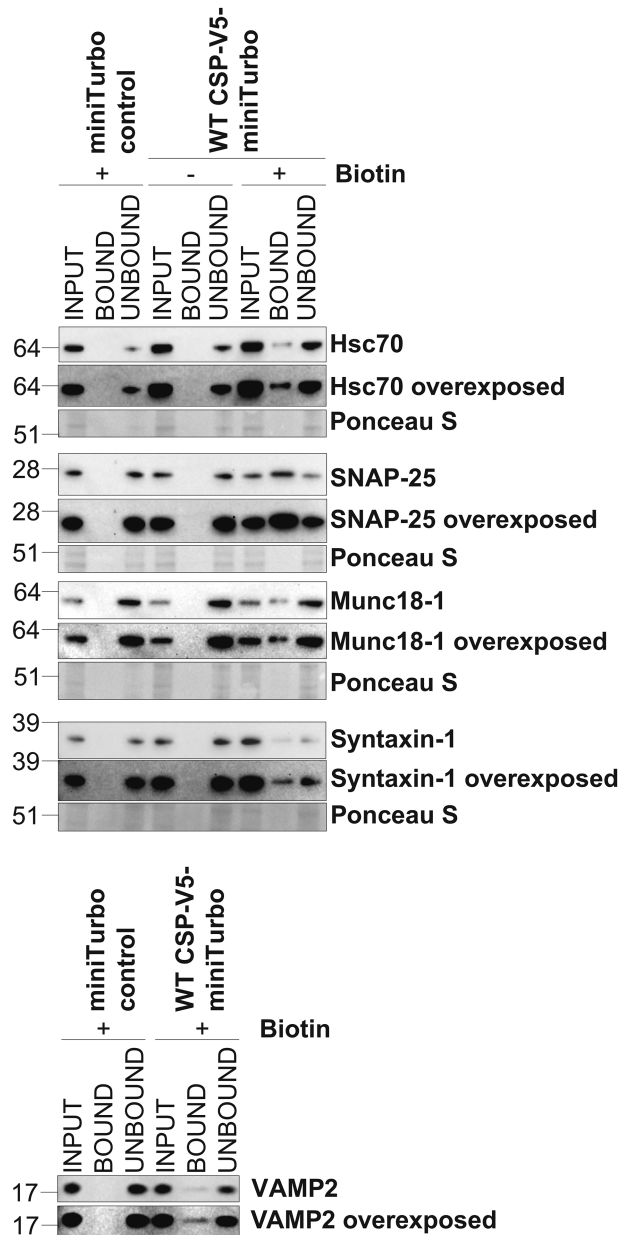 miniTurbo
control
WT CSP-V5-
miniTurbo
+ - + Biotin
INPUT BOUND UNBOUND INPUT BOUND UNBOUND INPUT BOUND UNBOUND
64 Hsc70
64 Hsc70 overexposed
51 Ponceau S
28 SNAP-25
28 SNAP-25 overexposed
51 Ponceau S
64 Munc18-1
64 Munc18-1 overexposed
51 Ponceau S
39 Syntaxin-1
39 Syntaxin-1 overexposed
51 Ponceau S
miniTurbo
control
WT CSP-V5-
miniTurbo
+ + Biotin
INPUT BOUND UNBOUND INPUT BOUND UNBOUND
17 VAMP2
17 VAMP2 overexposed